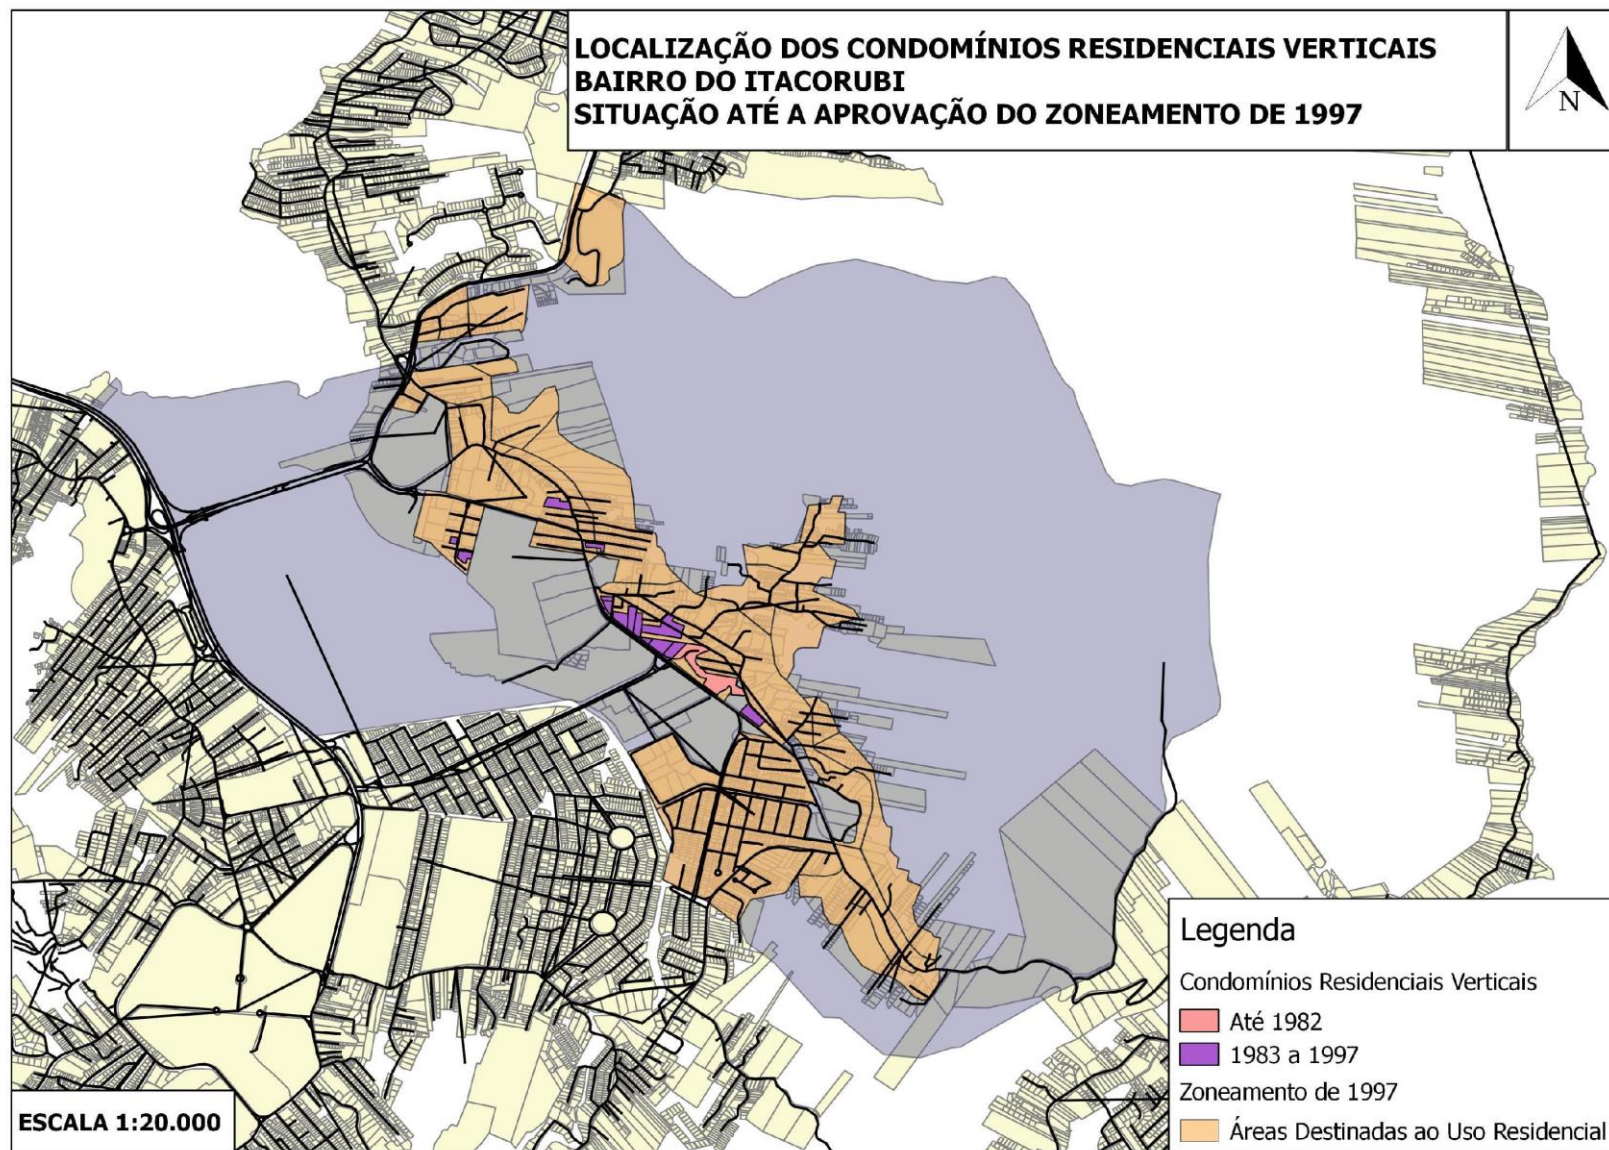 LOCALIZAÇÃO DOS CONDOMÍNIOS RESIDENCIAIS VERTICAIS
BAIRRO DO ITACORUBI
SITUAÇÃO ATÉ A APROVAÇÃO DO ZONEAMENTO DE 1997
N
Legenda
Condomínios Residenciais Verticais
Até 1982
1983 a 1997
Zoneamento de 1997
Áreas Destinadas ao Uso Residencial
ESCALA 1:20.000